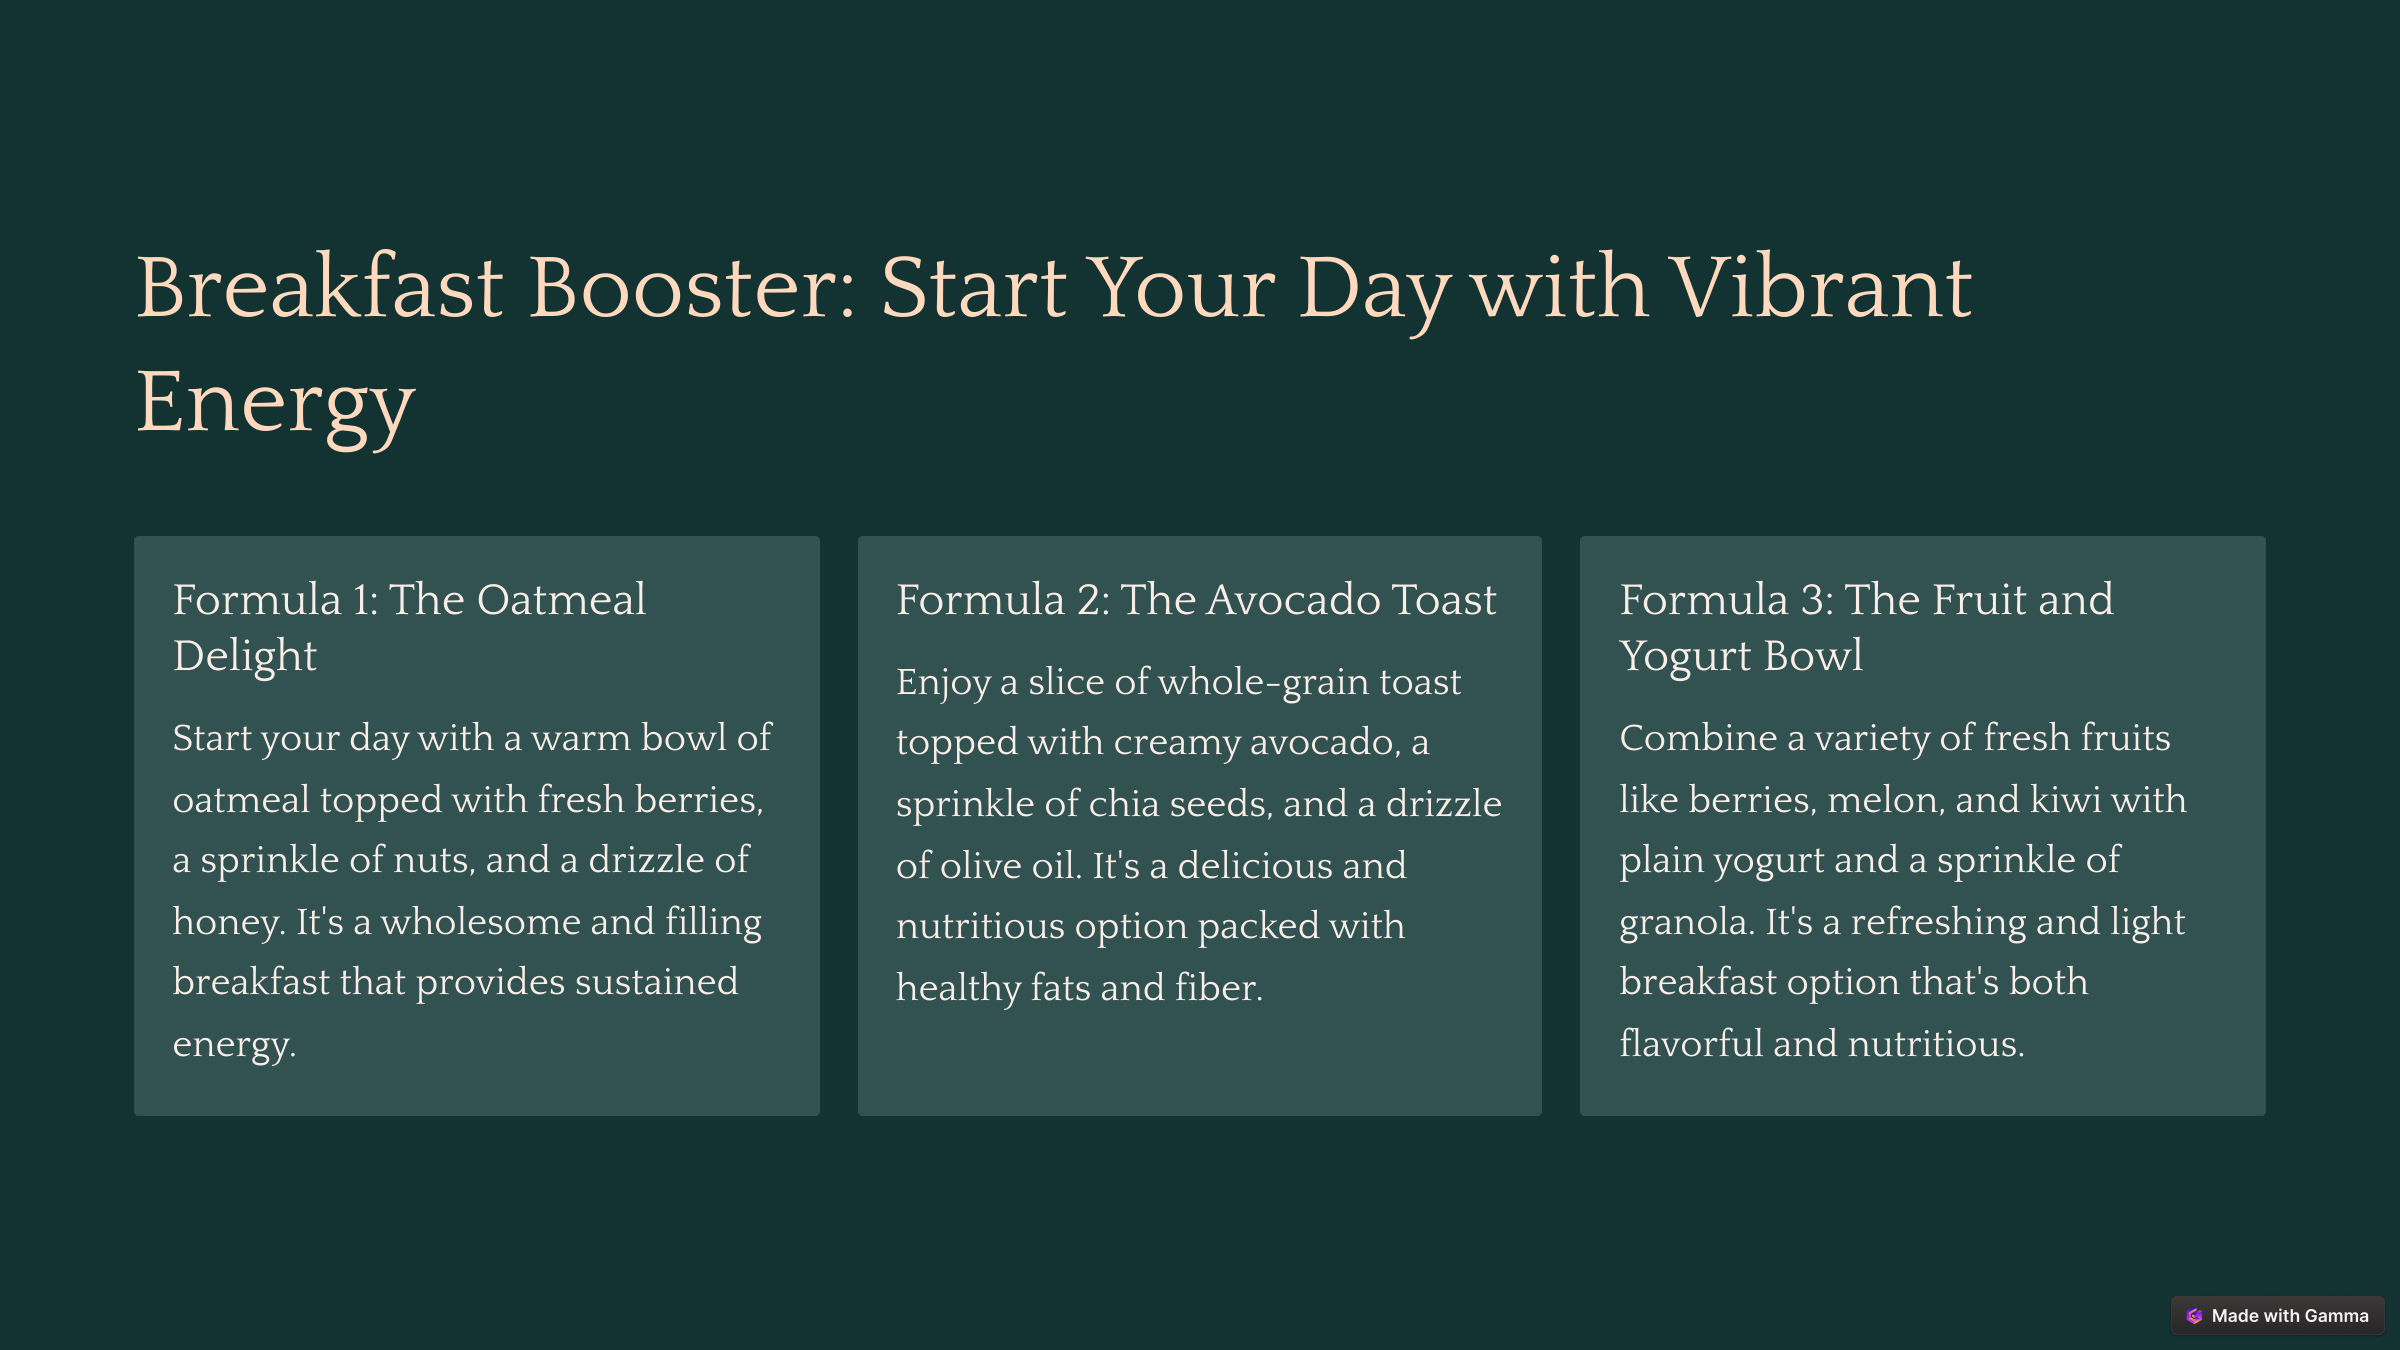 Breakfast Booster: Start Your Day with Vibrant
Energy
Formula 1: The Oatmeal
Delight
Start your day with a warm bowl of
oatmeal topped with fresh berries,
a sprinkle of nuts, and a drizzle of
honey. It's a wholesome and filling
breakfast that provides sustained
energy.
Formula 2: The Avocado Toast
Enjoy a slice of whole-grain toast
topped with creamy avocado, a
sprinkle of chia seeds, and a drizzle
of olive oil. It's a delicious and
nutritious option packed with
healthy fats and fiber.
Formula 3: The Fruit and
Yogurt Bowl
Combine a variety of fresh fruits
like berries, melon, and kiwi with
plain yogurt and a sprinkle of
granola. It's a refreshing and light
breakfast option that's both
flavorful and nutritious.
Made with Gamma